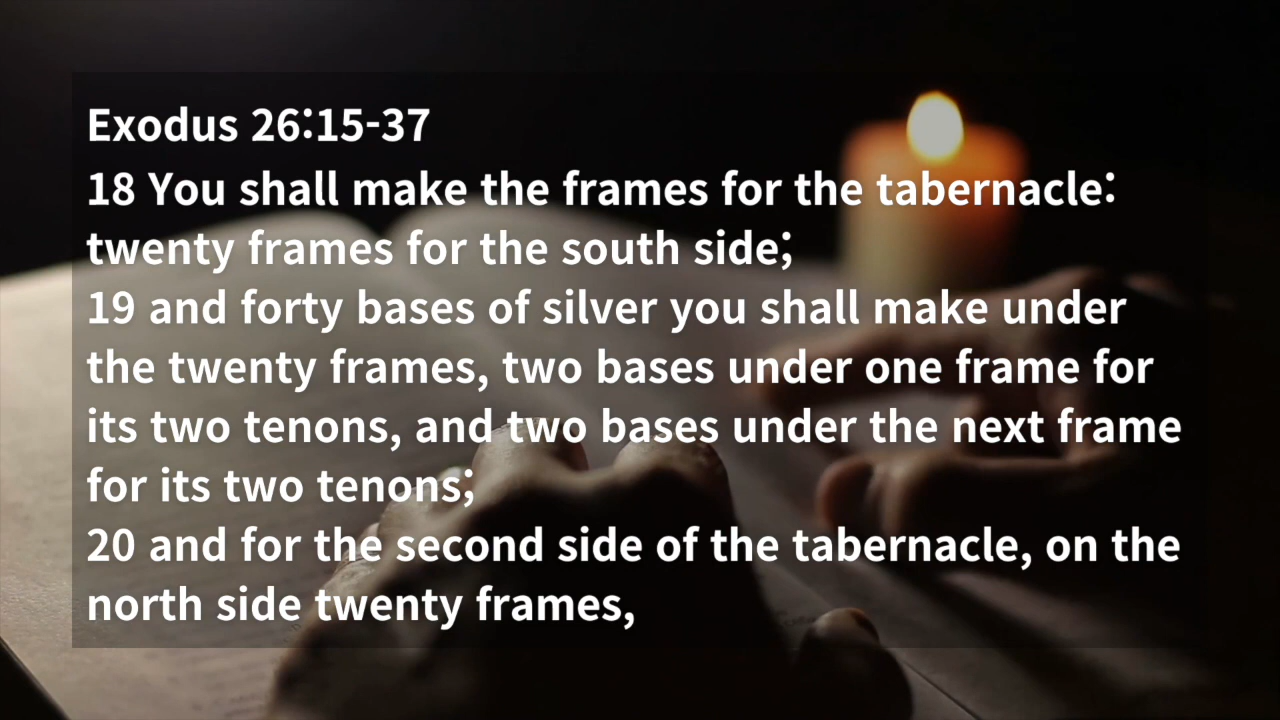 Exodus 26:15-37
18 You shall make the frames for the tabernacle:
twenty frames for the south side;
19 and forty bases of silver you shall make under
the twenty frames, two bases under one frame for
its two tenons, and two bases under the next frame
for its two tenons;
20 and for the second side of the tabernacle, on the
north side twenty frames,